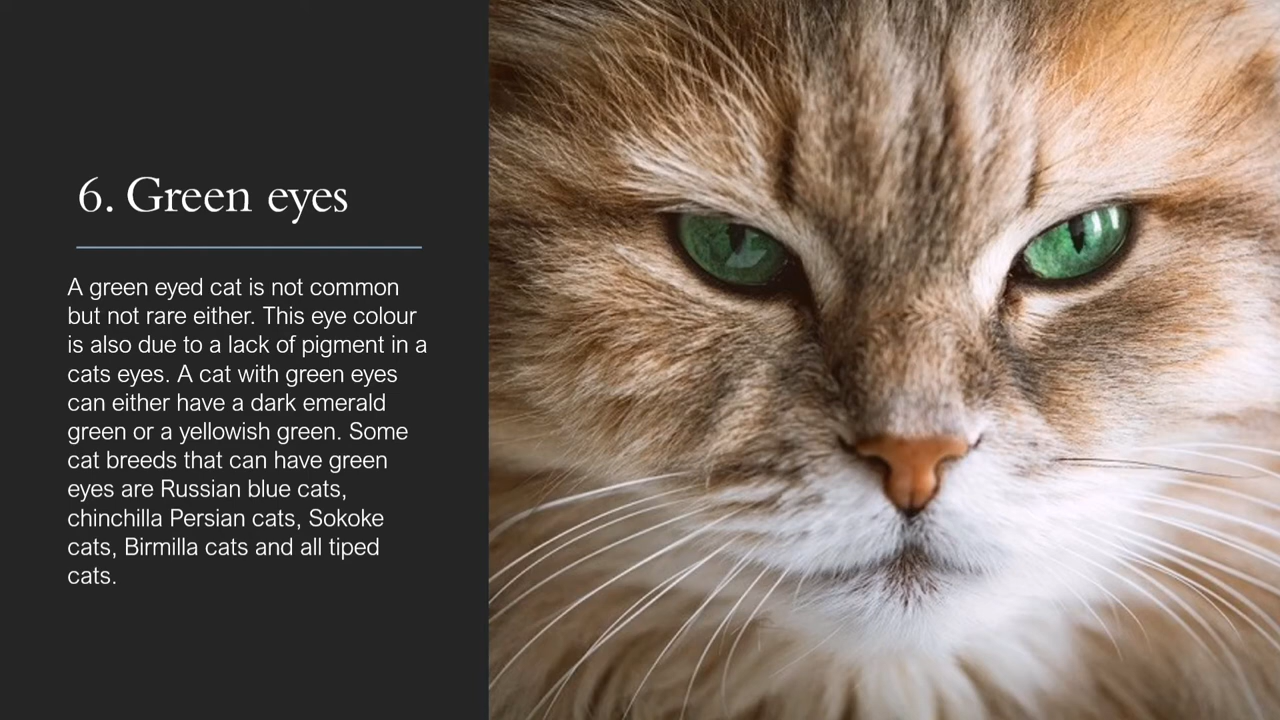 6. Green eyes
A green eyed cat is not common
but not rare either. This eye colour
is also due to a lack of pigment in a
cats eyes. A cat with green eyes
can either have a dark emerald
green or a yellowish green. Some
cat breeds that can have green
eyes are Russian blue cats,
chinchilla Persian cats, Sokoke
cats, Birmilla cats and all tiped
cats.